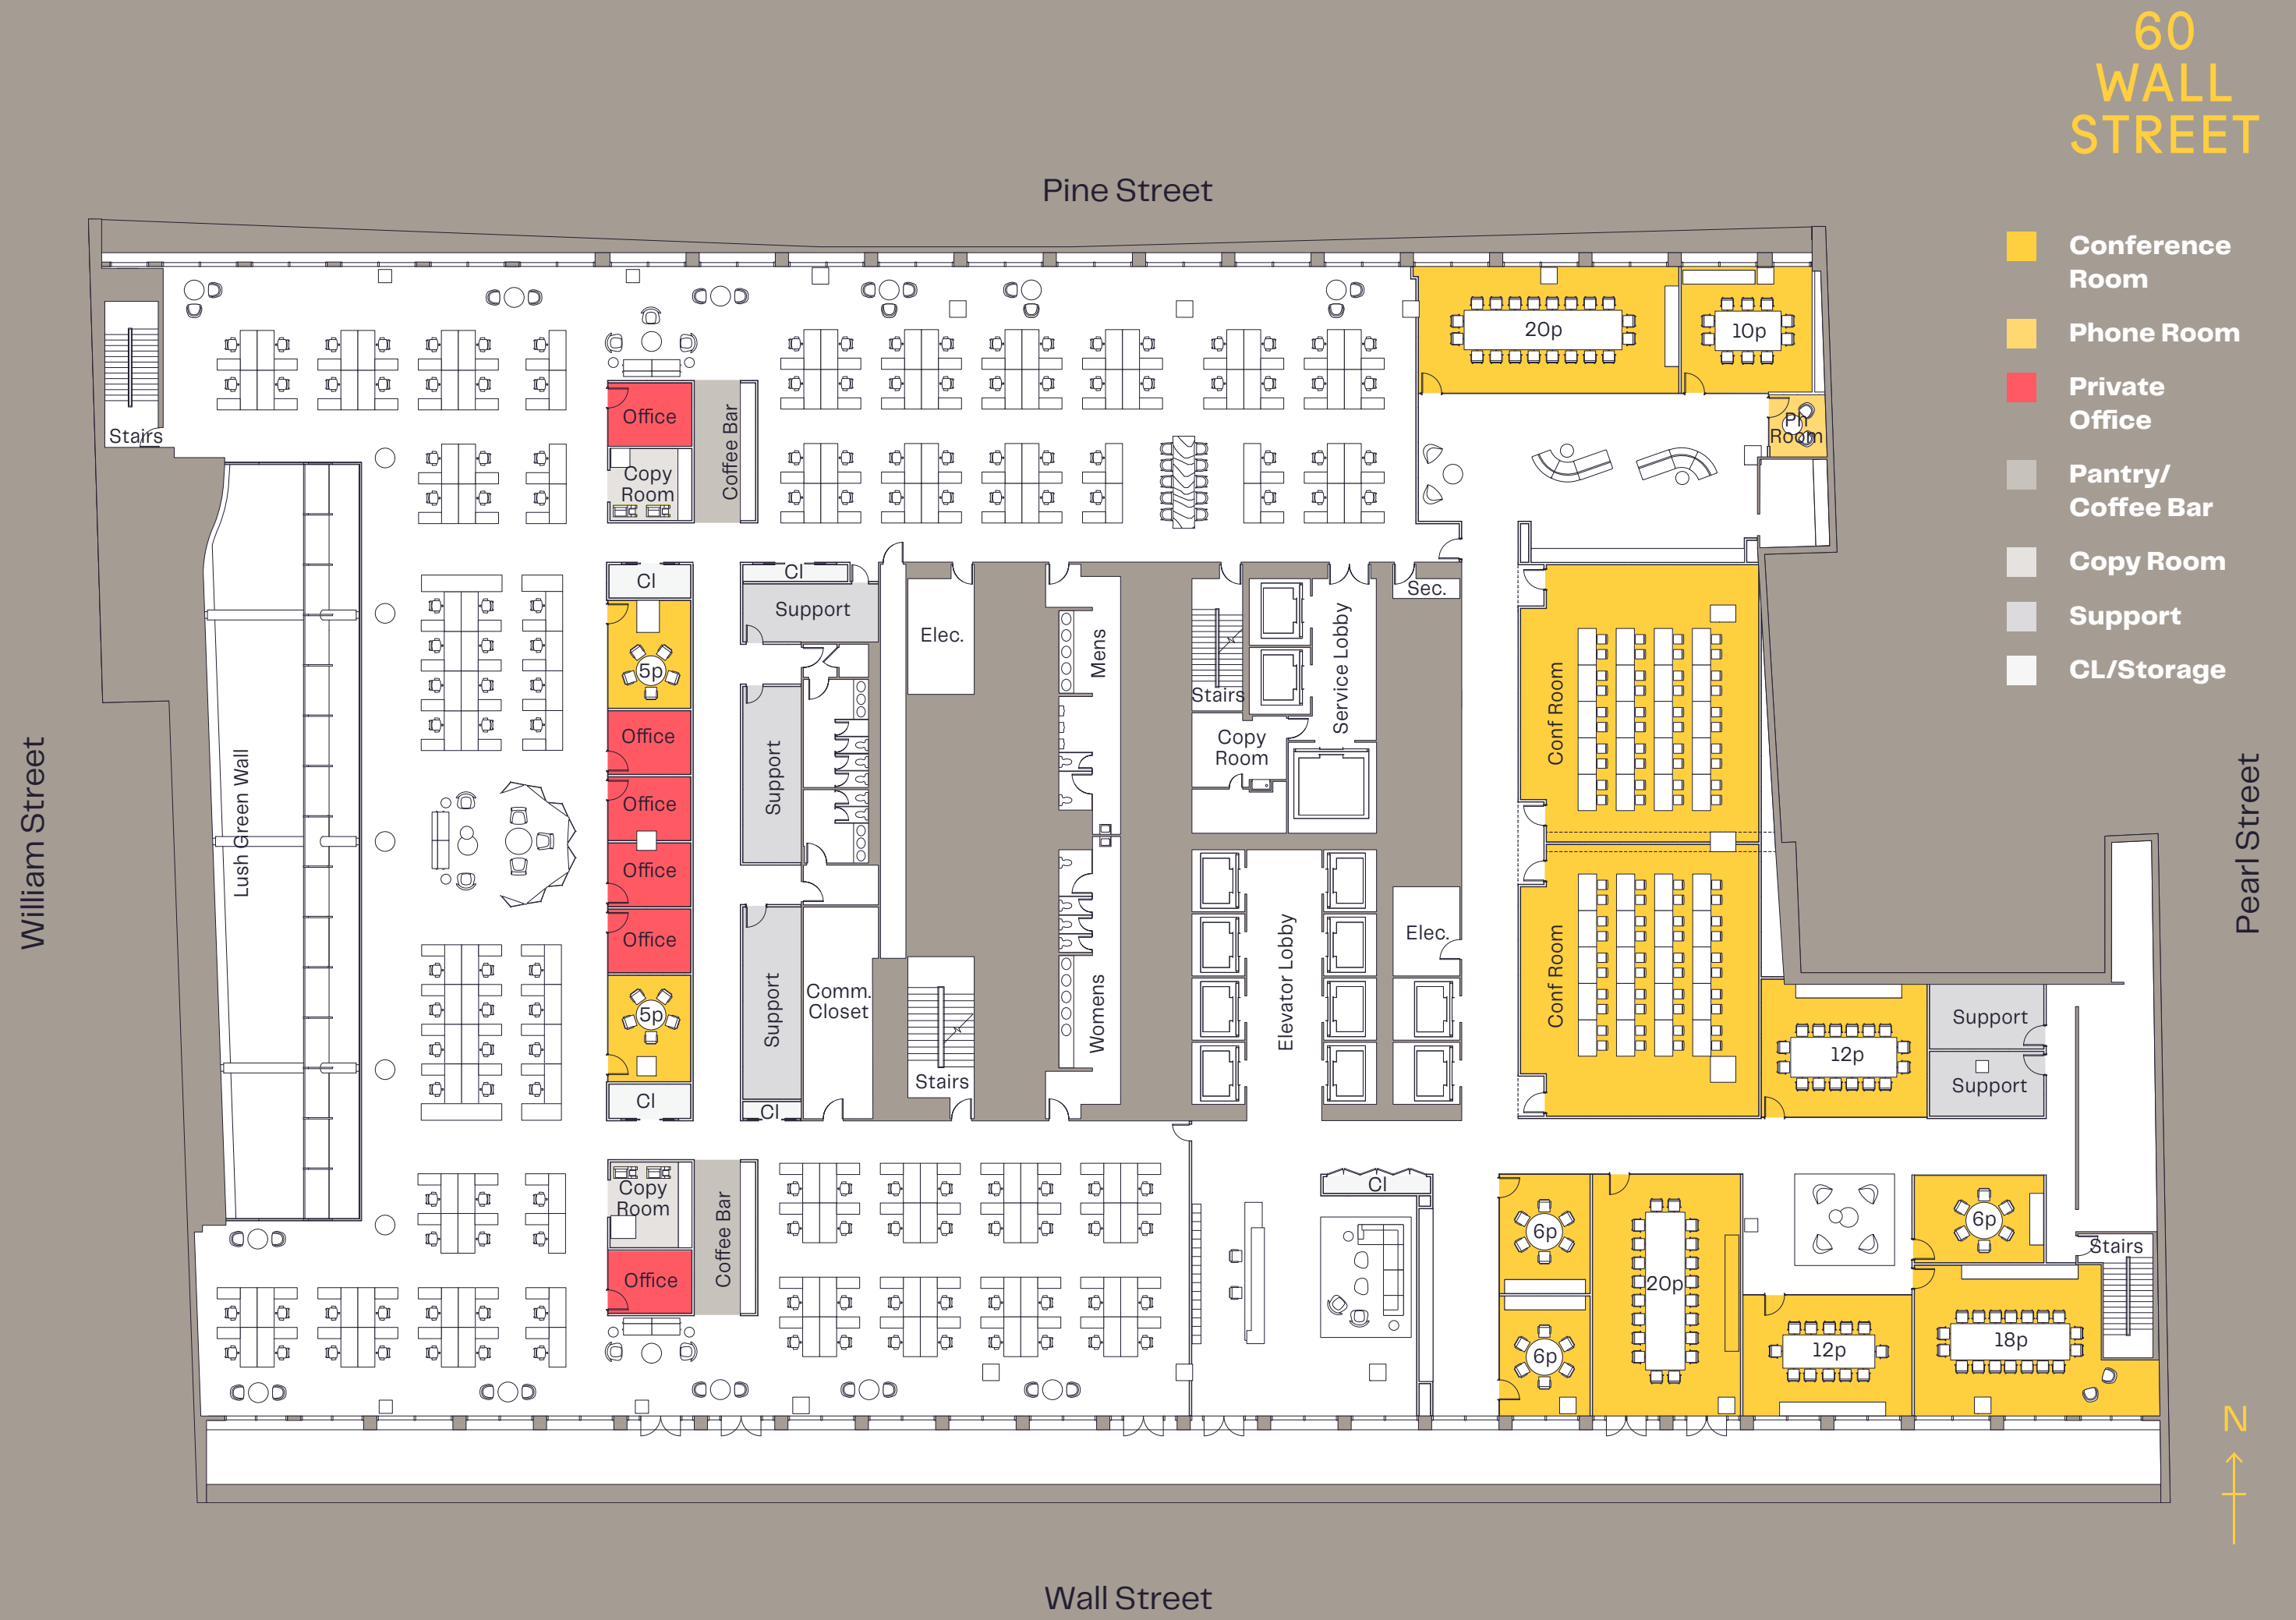 60
WALL
STREET
Pine Street
Conference
Room
Phone Room
Private
Office
Pantry/
Coffee Bar
Copy Room
Support
CL/Storage
William Street
Pearl Street
Wall Street
N
20p
10p
Ph
Room
Stairs
Office
Coffee Bar
Copy
Room
Cl
Cl
Support
Elec.
Mens
Stairs
Service Lobby
Sec.
5p
Conf Room
Office
Support
Copy
Room
Lush Green Wall
Office
Office
Office
Support
Comm.
Closet
Womens
Elevator Lobby
Elec.
Conf Room
5p
12p
Support
Support
Stairs
Cl
Cl
Copy
Room
Coffee Bar
Office
Cl
6p
20p
6p
Stairs
6p
12p
18p